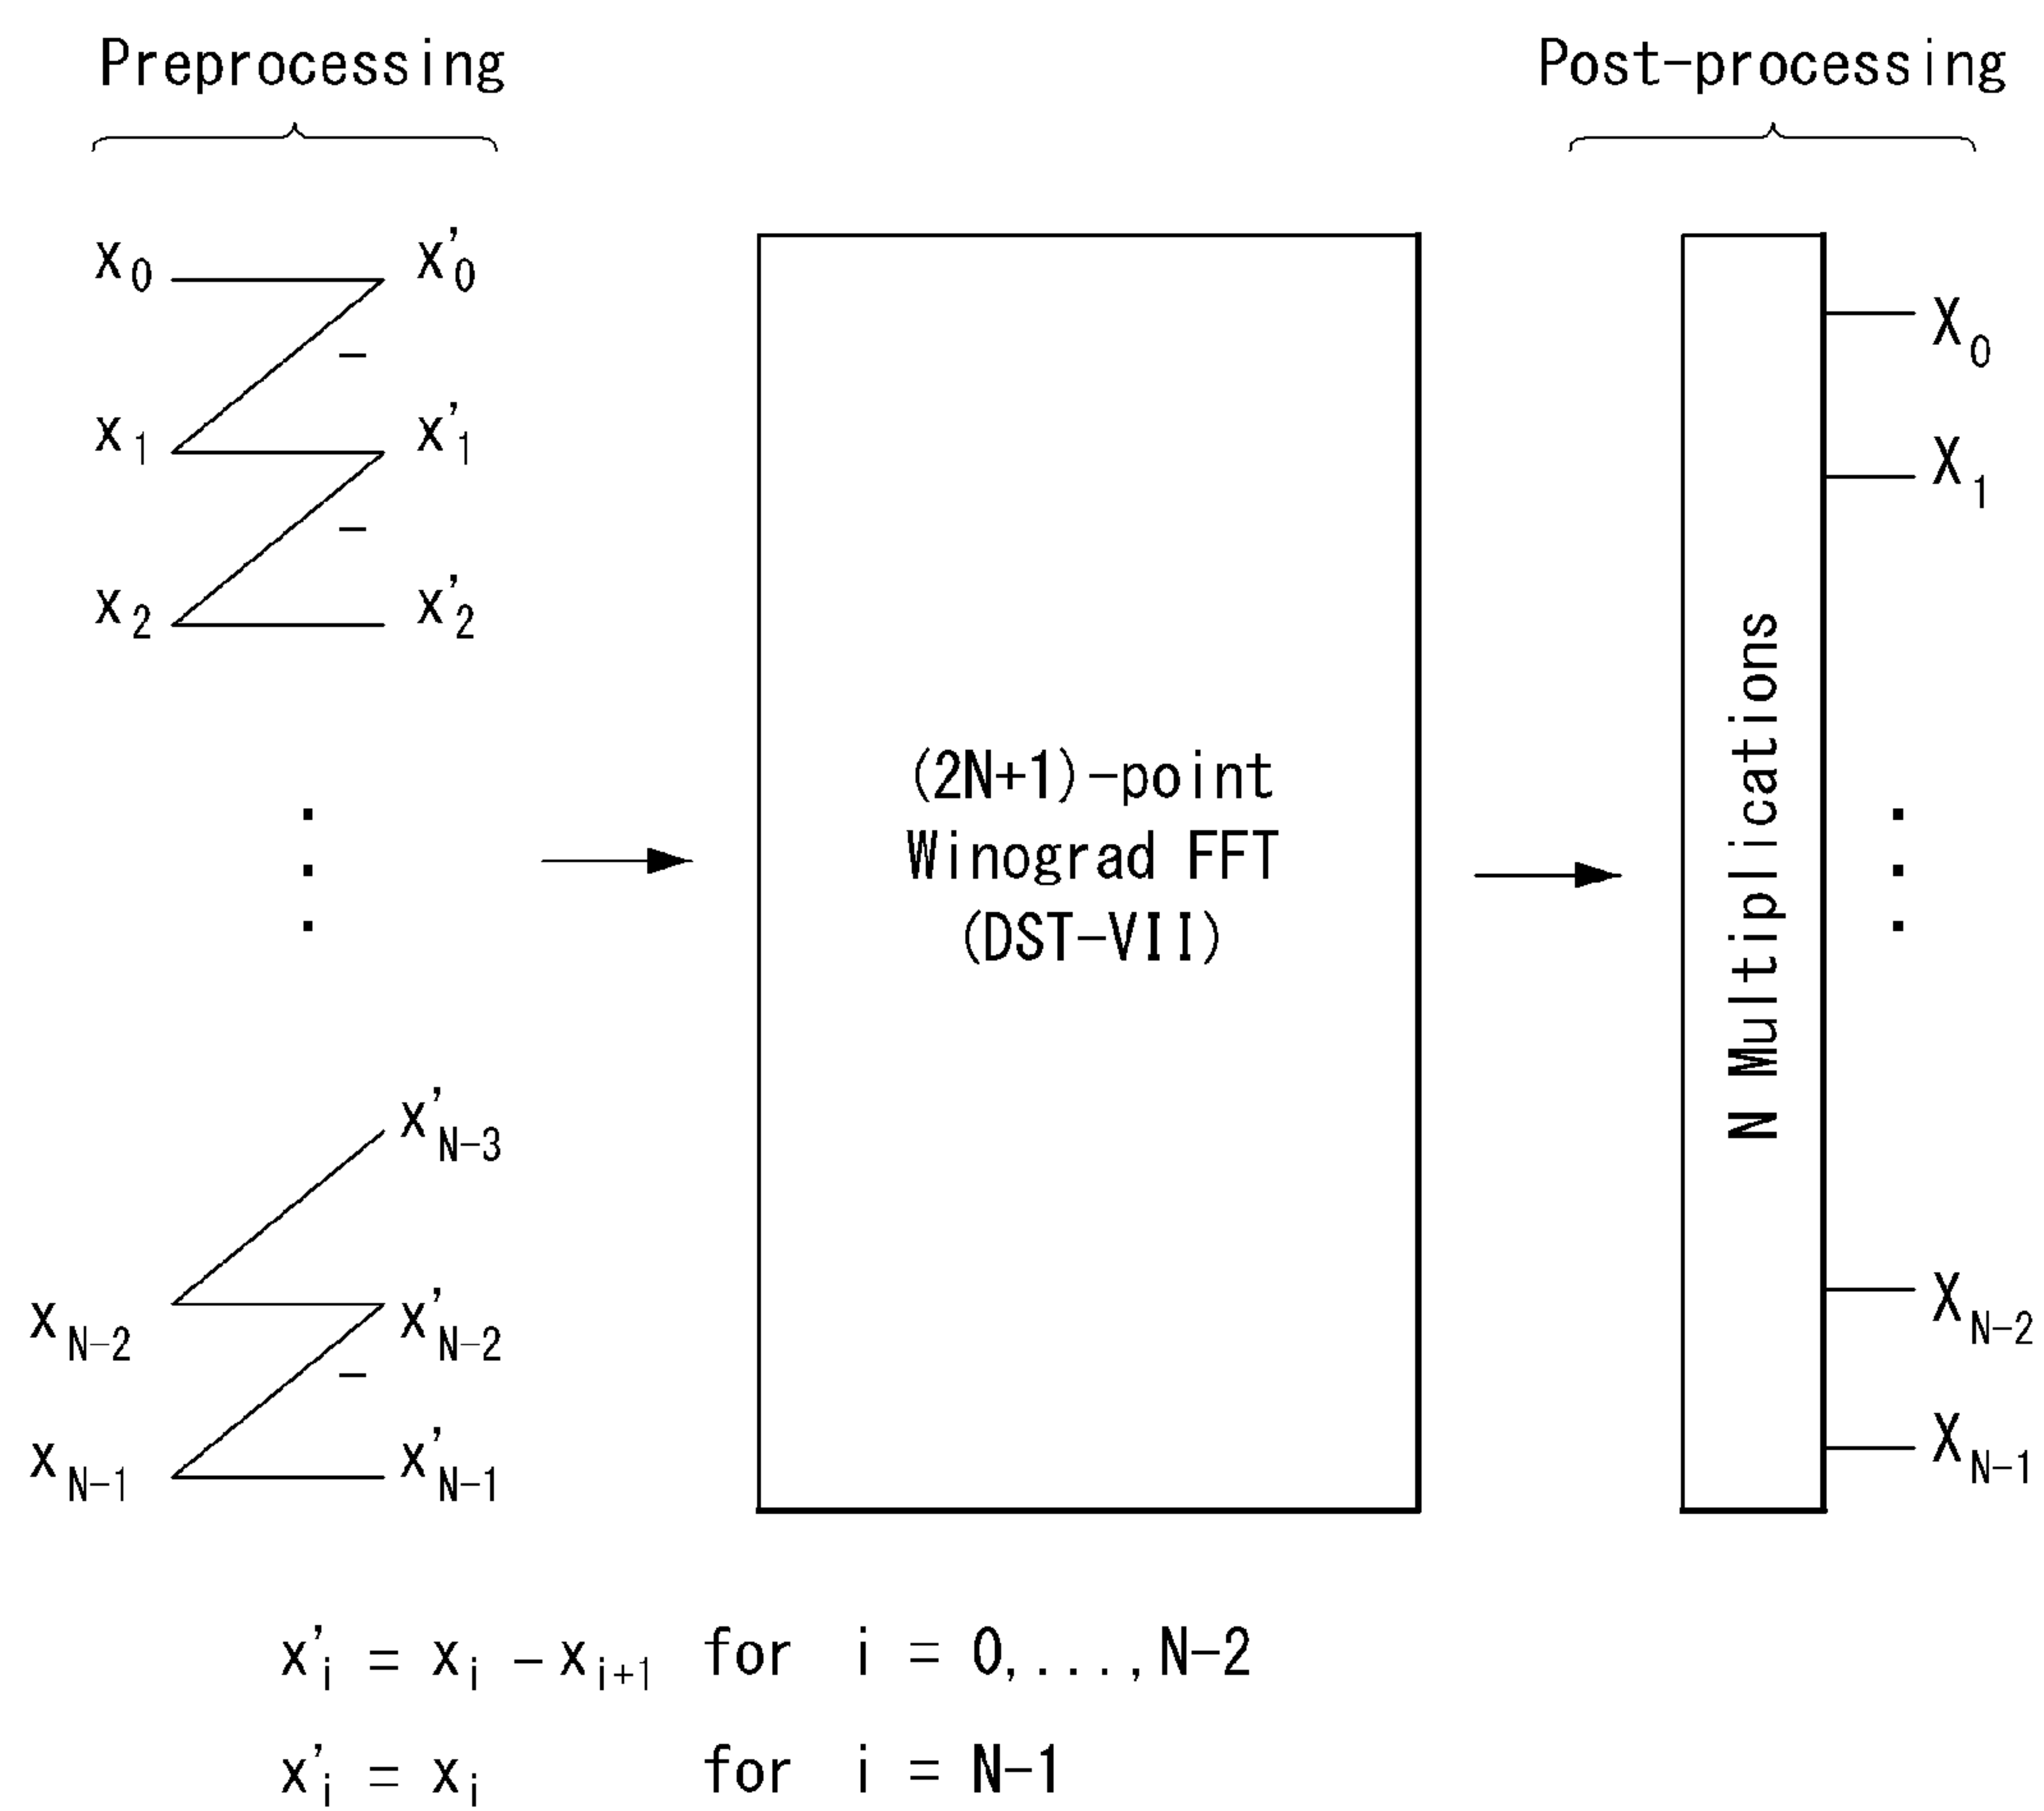 Preprocessing
Post-processing
x₀ x'₀
X₀
−
x₁ x'₁
X₁
−
x₂ x'₂
(2N+1)-point
Winograd FFT
(DST-VII)
N Multiplications
x'N-3
xN-2 x'N-2
XN-2
−
xN-1 x'N-1
XN-1
x'ᵢ = xᵢ − xᵢ₊₁ for i = 0,...,N-2
x'ᵢ = xᵢ for i = N-1